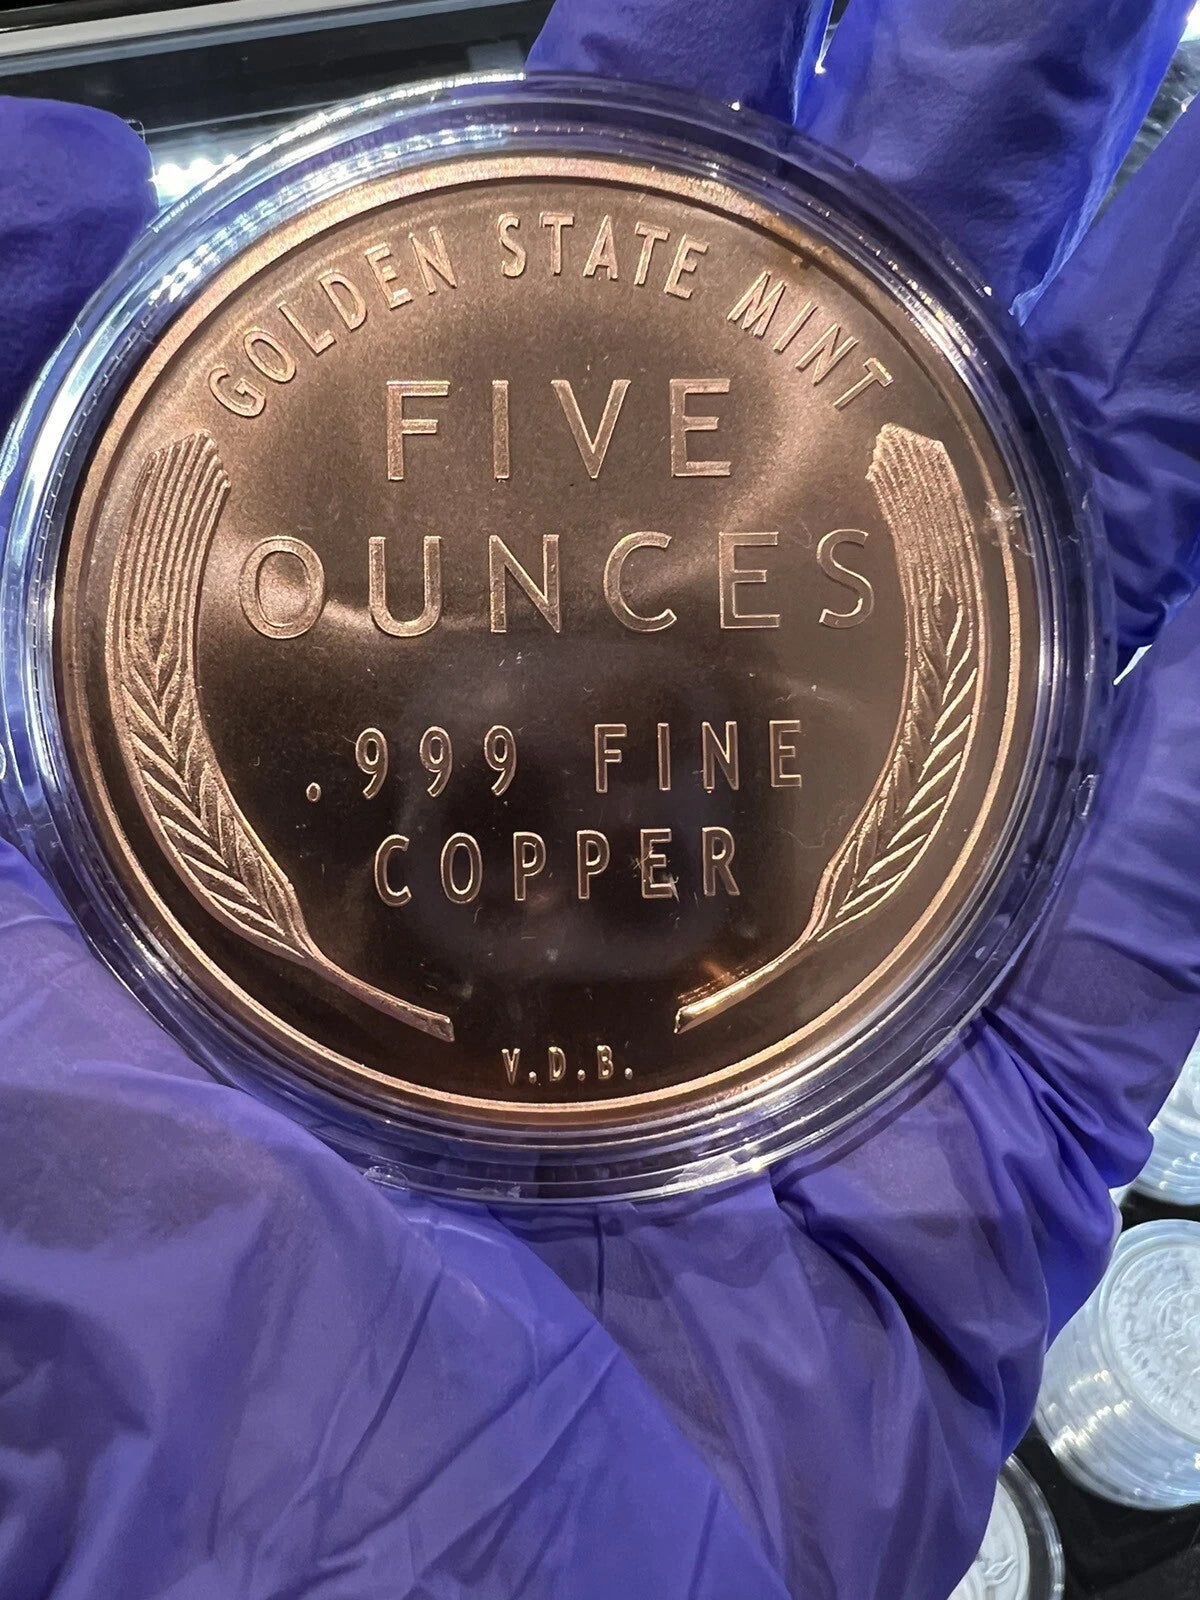 GOLDEN STATE MINT
FIVE
OUNCES
.999 FINE
COPPER
V.D.B.